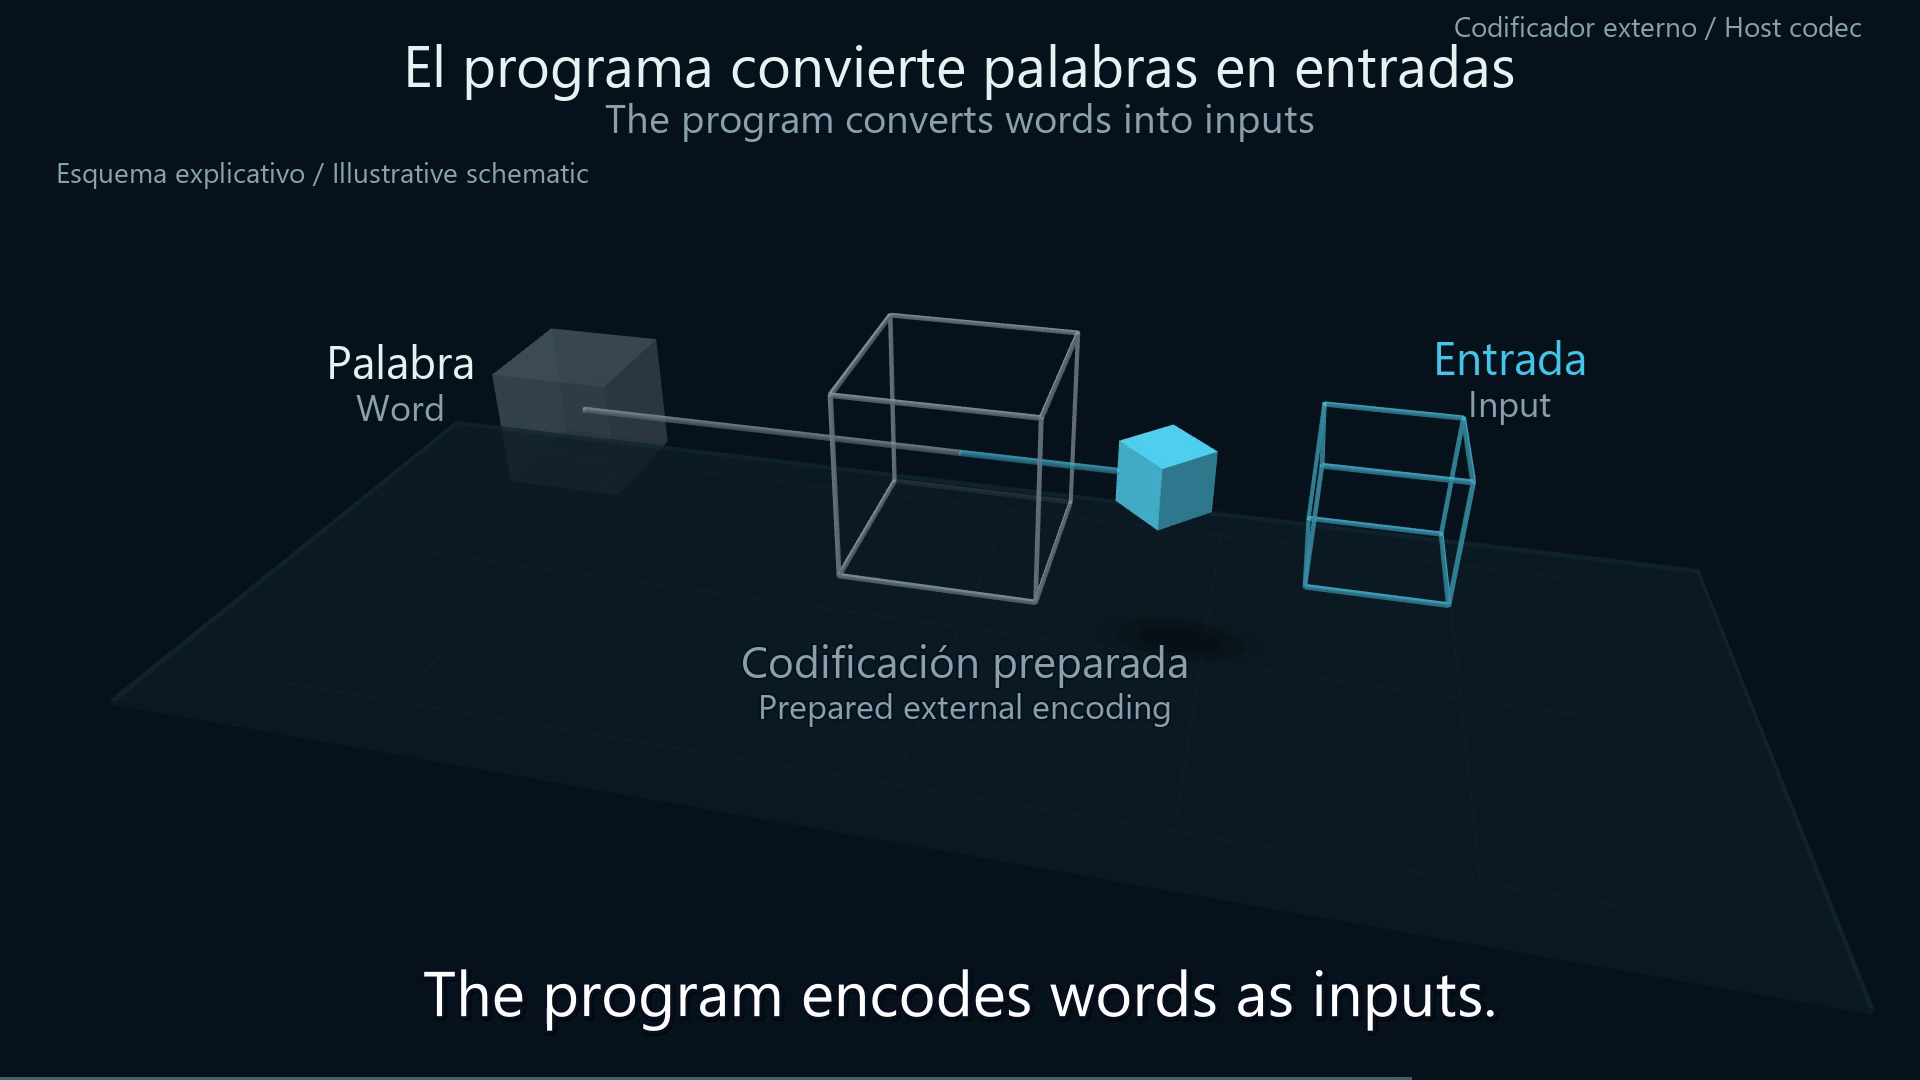 Codificador externo / Host codec
El programa convierte palabras en entradas
The program converts words into inputs
Esquema explicativo / Illustrative schematic
Palabra
Word
Entrada
Input
Codificación preparada
Prepared external encoding
The program encodes words as inputs.